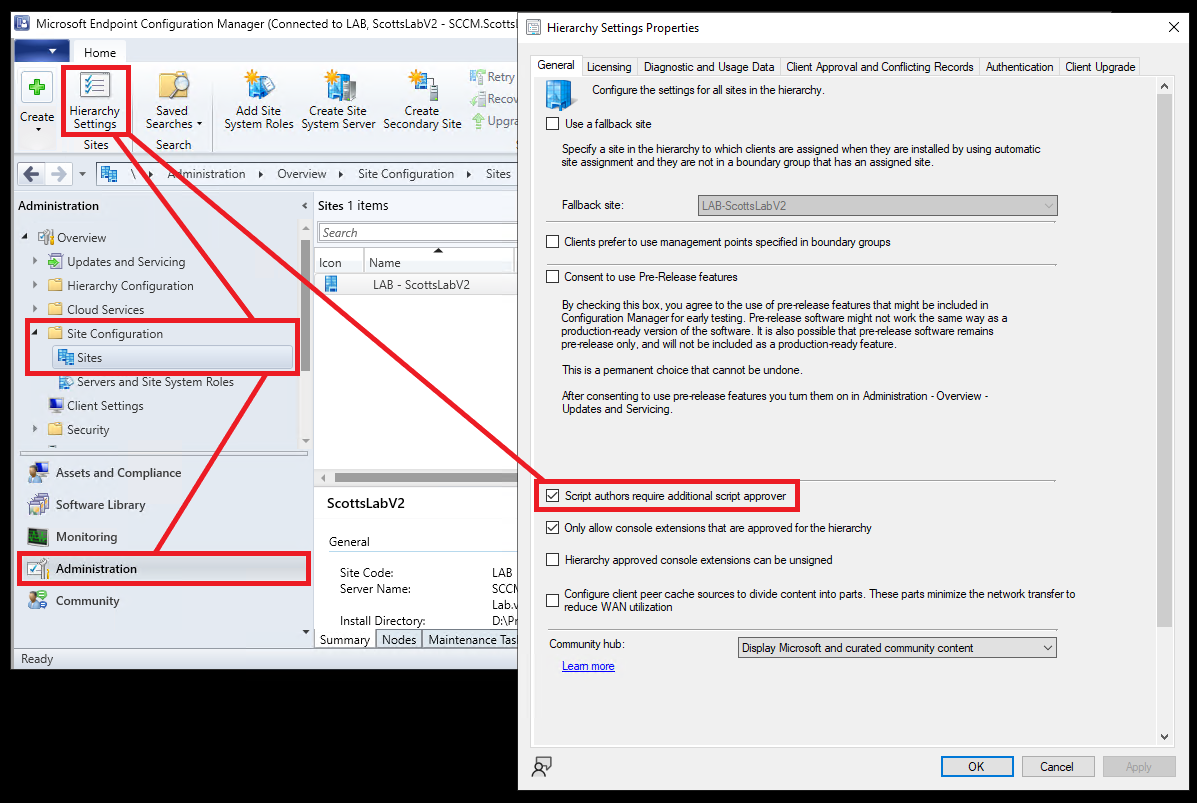 Microsoft Endpoint Configuration Manager (Connected to LAB, ScottsLabV2 - SCCM.Scotts
Home
Create
Hierarchy
Settings
Saved
Searches
Add Site
System Roles
Create Site
System Server
Create
Secondary Site
Retry
Recov
Upgra
Sites
Search
\ Administration Overview Site Configuration Sites
Administration
Overview
Updates and Servicing
Hierarchy Configuration
Cloud Services
Site Configuration
Sites
Servers and Site System Roles
Client Settings
Security
Assets and Compliance
Software Library
Monitoring
Administration
Community
Ready
Sites 1 items
Search
Icon Name
LAB - ScottsLabV2
ScottsLabV2
General
Site Code: LAB
Server Name: SCCM
Lab.v
Install Directory: D:\Pr
Summary Nodes Maintenance Task
Hierarchy Settings Properties
General Licensing Diagnostic and Usage Data Client Approval and Conflicting Records Authentication Client Upgrade
Configure the settings for all sites in the hierarchy.
Use a fallback site
Specify a site in the hierarchy to which clients are assigned when they are installed by using automatic
site assignment and they are not in a boundary group that has an assigned site.
Fallback site: LAB-ScottsLabV2
Clients prefer to use management points specified in boundary groups
Consent to use Pre-Release features
By checking this box, you agree to the use of pre-release features that might be included in
Configuration Manager for early testing. Pre-release software might not work the same way as a
production-ready version of the software. It is also possible that pre-release software remains
pre-release only, and will not be included as a production-ready feature.
This is a permanent choice that cannot be undone.
After consenting to use pre-release features you turn them on in Administration - Overview -
Updates and Servicing.
Script authors require additional script approver
Only allow console extensions that are approved for the hierarchy
Hierarchy approved console extensions can be unsigned
Configure client peer cache sources to divide content into parts. These parts minimize the network transfer to
reduce WAN utilization
Community hub: Display Microsoft and curated community content
Learn more
OK Cancel Apply